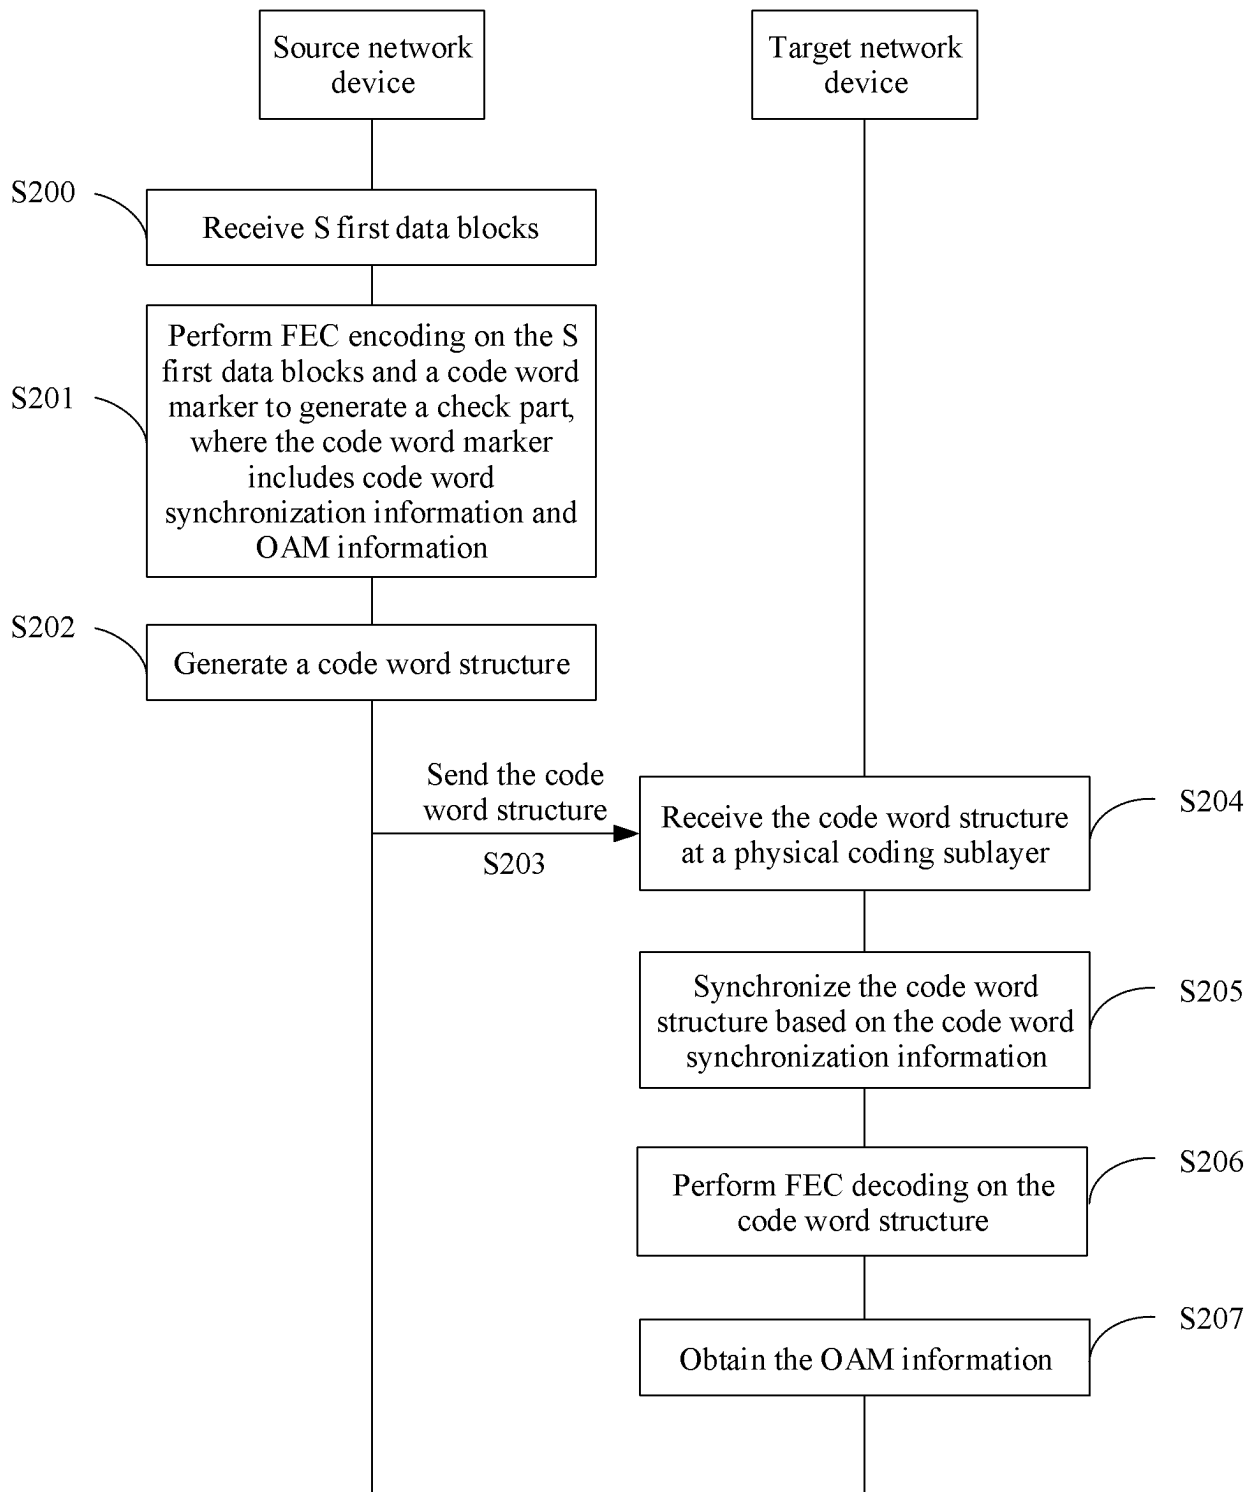 Source network
device
Target network
device
S200
Receive S first data blocks
S201
Perform FEC encoding on the S
first data blocks and a code word
marker to generate a check part,
where the code word marker
includes code word
synchronization information and
OAM information
S202
Generate a code word structure
Send the code
word structure
S203
Receive the code word structure
at a physical coding sublayer
S204
Synchronize the code word
structure based on the code word
synchronization information
S205
Perform FEC decoding on the
code word structure
S206
Obtain the OAM information
S207